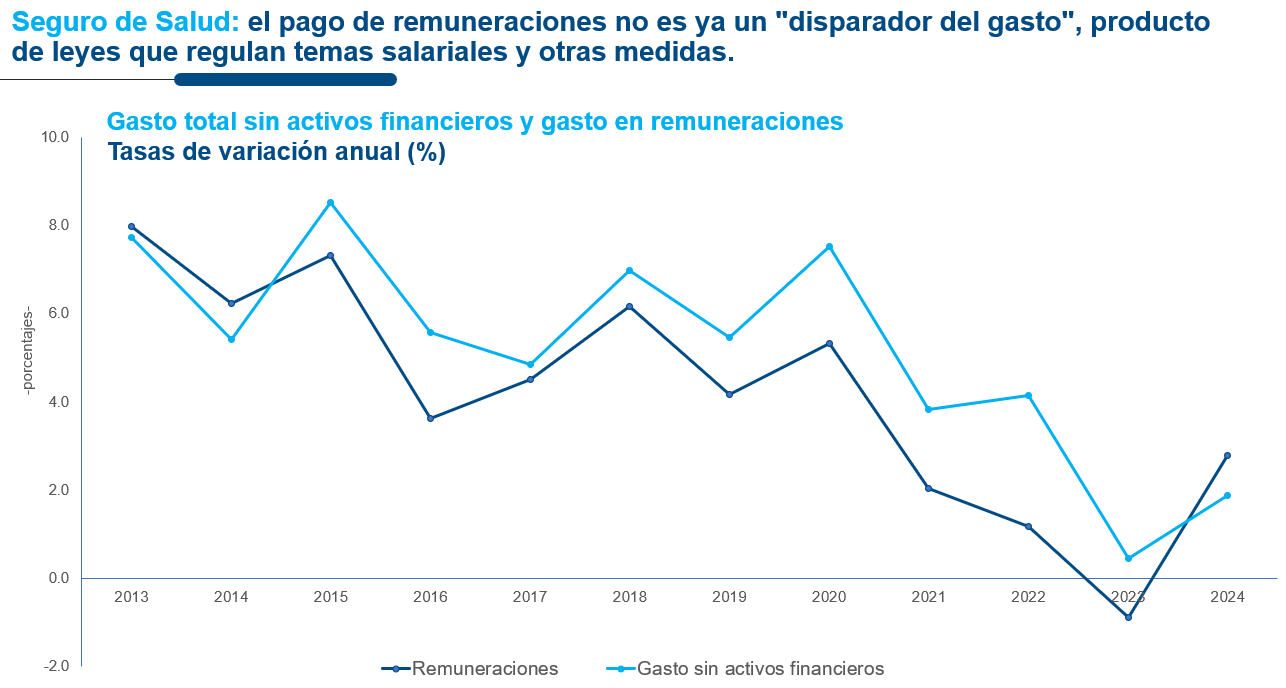 Seguro de Salud: el pago de remuneraciones no es ya un "disparador del gasto", producto
de leyes que regulan temas salariales y otras medidas.
Gasto total sin activos financieros y gasto en remuneraciones
Tasas de variación anual (%)
10.0
8.0
6.0
4.0
2.0
0.0
-2.0
-porcentajes-
2013 2014 2015 2016 2017 2018 2019 2020 2021 2022 2023 2024
Remuneraciones Gasto sin activos financieros